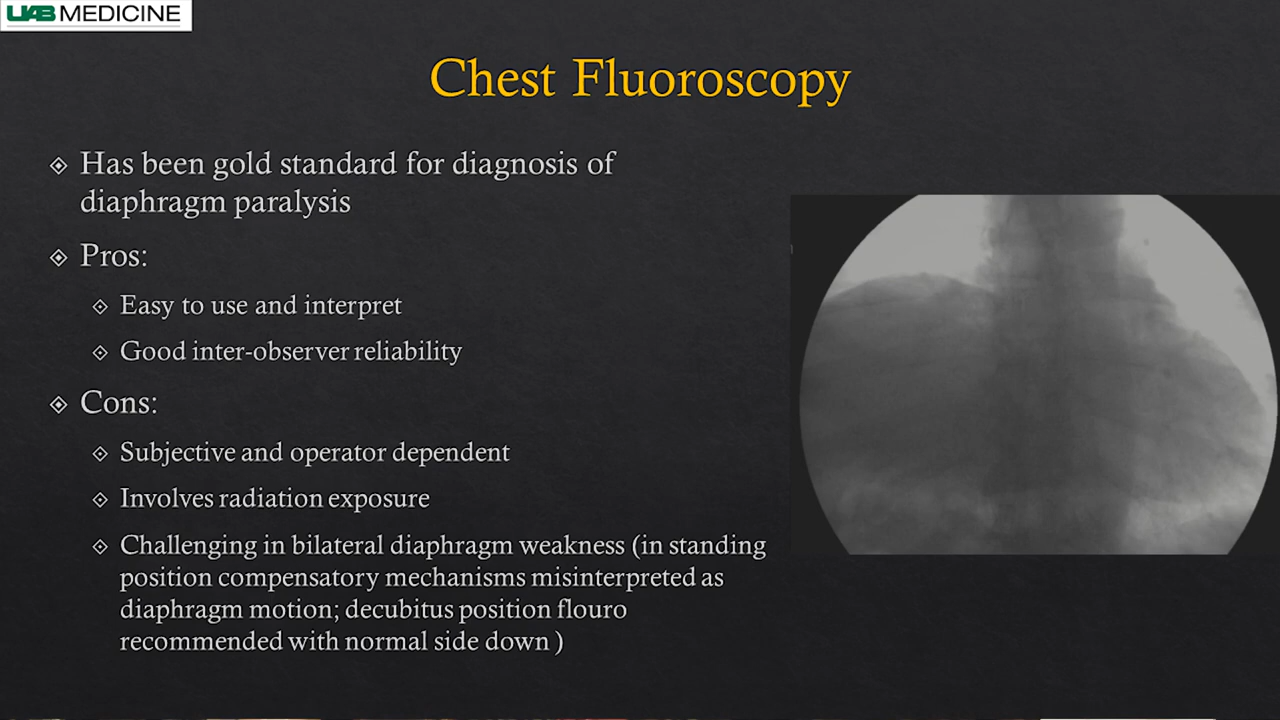 UAB MEDICINE
Chest Fluoroscopy
Has been gold standard for diagnosis of
diaphragm paralysis
Pros:
Easy to use and interpret
Good inter-observer reliability
Cons:
Subjective and operator dependent
Involves radiation exposure
Challenging in bilateral diaphragm weakness (in standing
position compensatory mechanisms misinterpreted as
diaphragm motion; decubitus position flouro
recommended with normal side down )